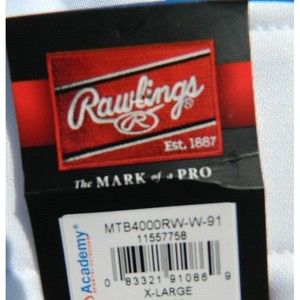 Rawlings
R
Est. 1887
The MARK of a PRO
Academy
MTB4000RW-W-91
11557758
0 83321 91086 9
X-LARGE